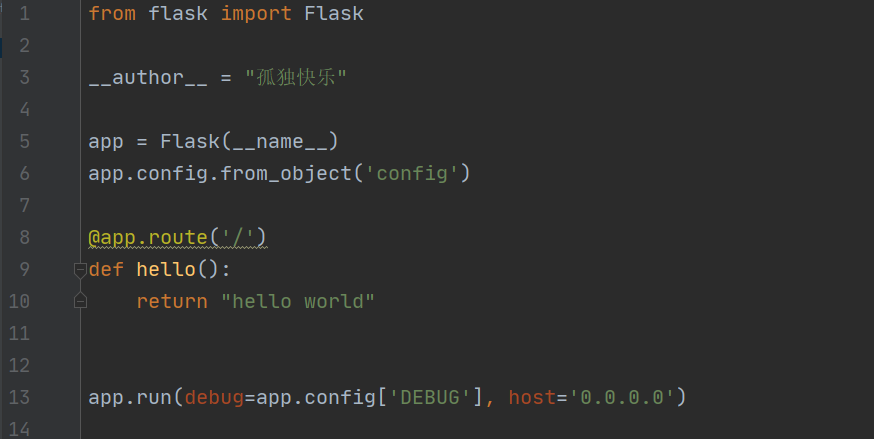 1 from flask import Flask
2
3 __author__ = "孤独快乐"
4
5 app = Flask(__name__)
6 app.config.from_object('config')
7
8 @app.route('/')
9 def hello():
10     return "hello world"
11
12
13 app.run(debug=app.config['DEBUG'], host='0.0.0.0')
14